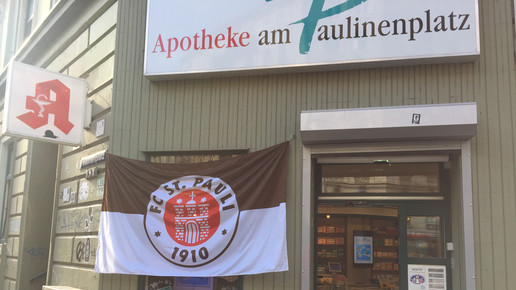 Apotheke am Paulinenplatz
FC ST. PAULI
1910